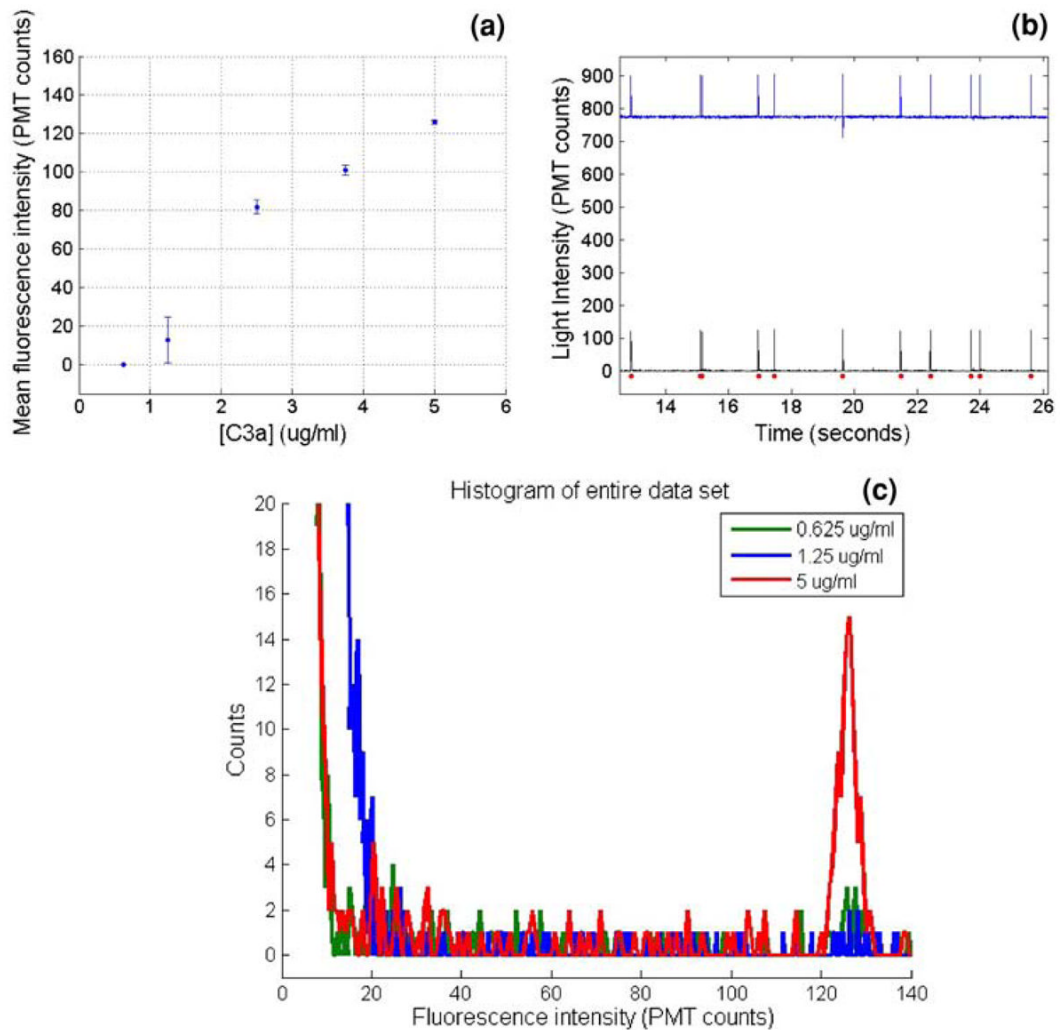 (a)
Mean fluorescence intensity (PMT counts)
160
140
120
100
80
60
40
20
0
0 1 2 3 4 5 6
[C3a] (ug/ml)
(b)
Light Intensity (PMT counts)
900
800
700
600
500
400
300
200
100
0
14 16 18 20 22 24 26
Time (seconds)
Histogram of entire data set
(c)
0.625 ug/ml
1.25 ug/ml
5 ug/ml
Counts
20
18
16
14
12
10
8
6
4
2
0
0 20 40 60 80 100 120 140
Fluorescence intensity (PMT counts)